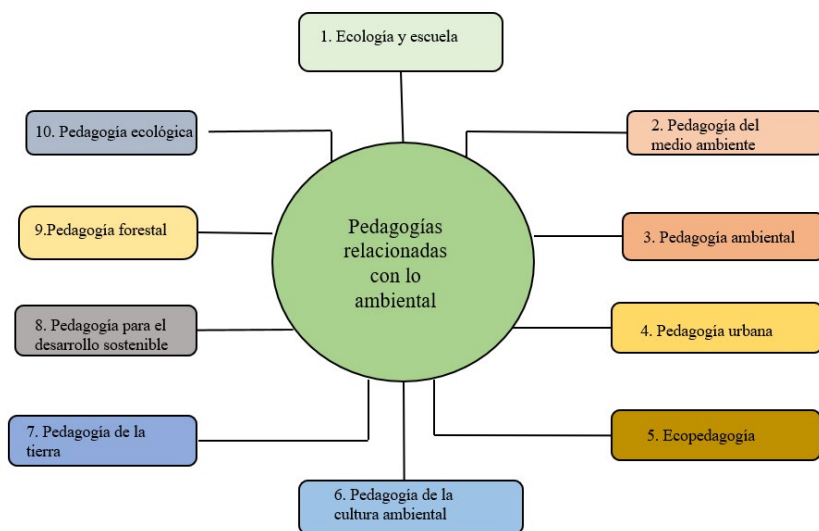 1. Ecología y escuela
2. Pedagogía del
medio ambiente
3. Pedagogía ambiental
4. Pedagogía urbana
5. Ecopedagogía
6. Pedagogía de la
cultura ambiental
7. Pedagogía de la
tierra
8. Pedagogía para el
desarrollo sostenible
9.Pedagogía forestal
10. Pedagogía ecológica
Pedagogías
relacionadas
con lo
ambiental